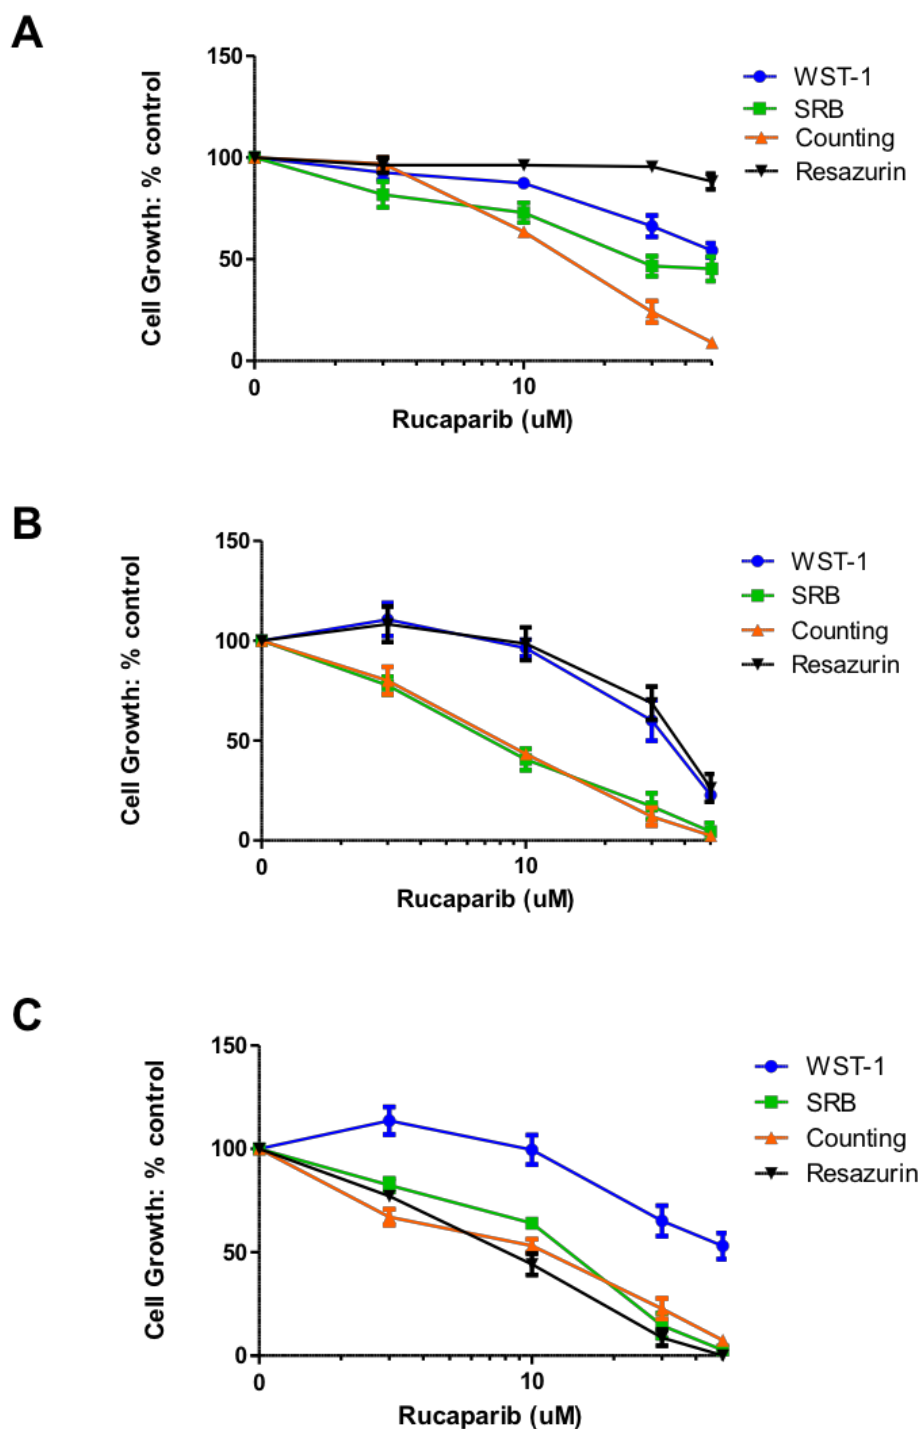 A
Cell Growth: % control
150
100
50
0
0
10
Rucaparib (uM)
WST-1
SRB
Counting
Resazurin
B
Cell Growth: % control
150
100
50
0
0
10
Rucaparib (uM)
WST-1
SRB
Counting
Resazurin
C
Cell Growth: % control
150
100
50
0
0
10
Rucaparib (uM)
WST-1
SRB
Counting
Resazurin